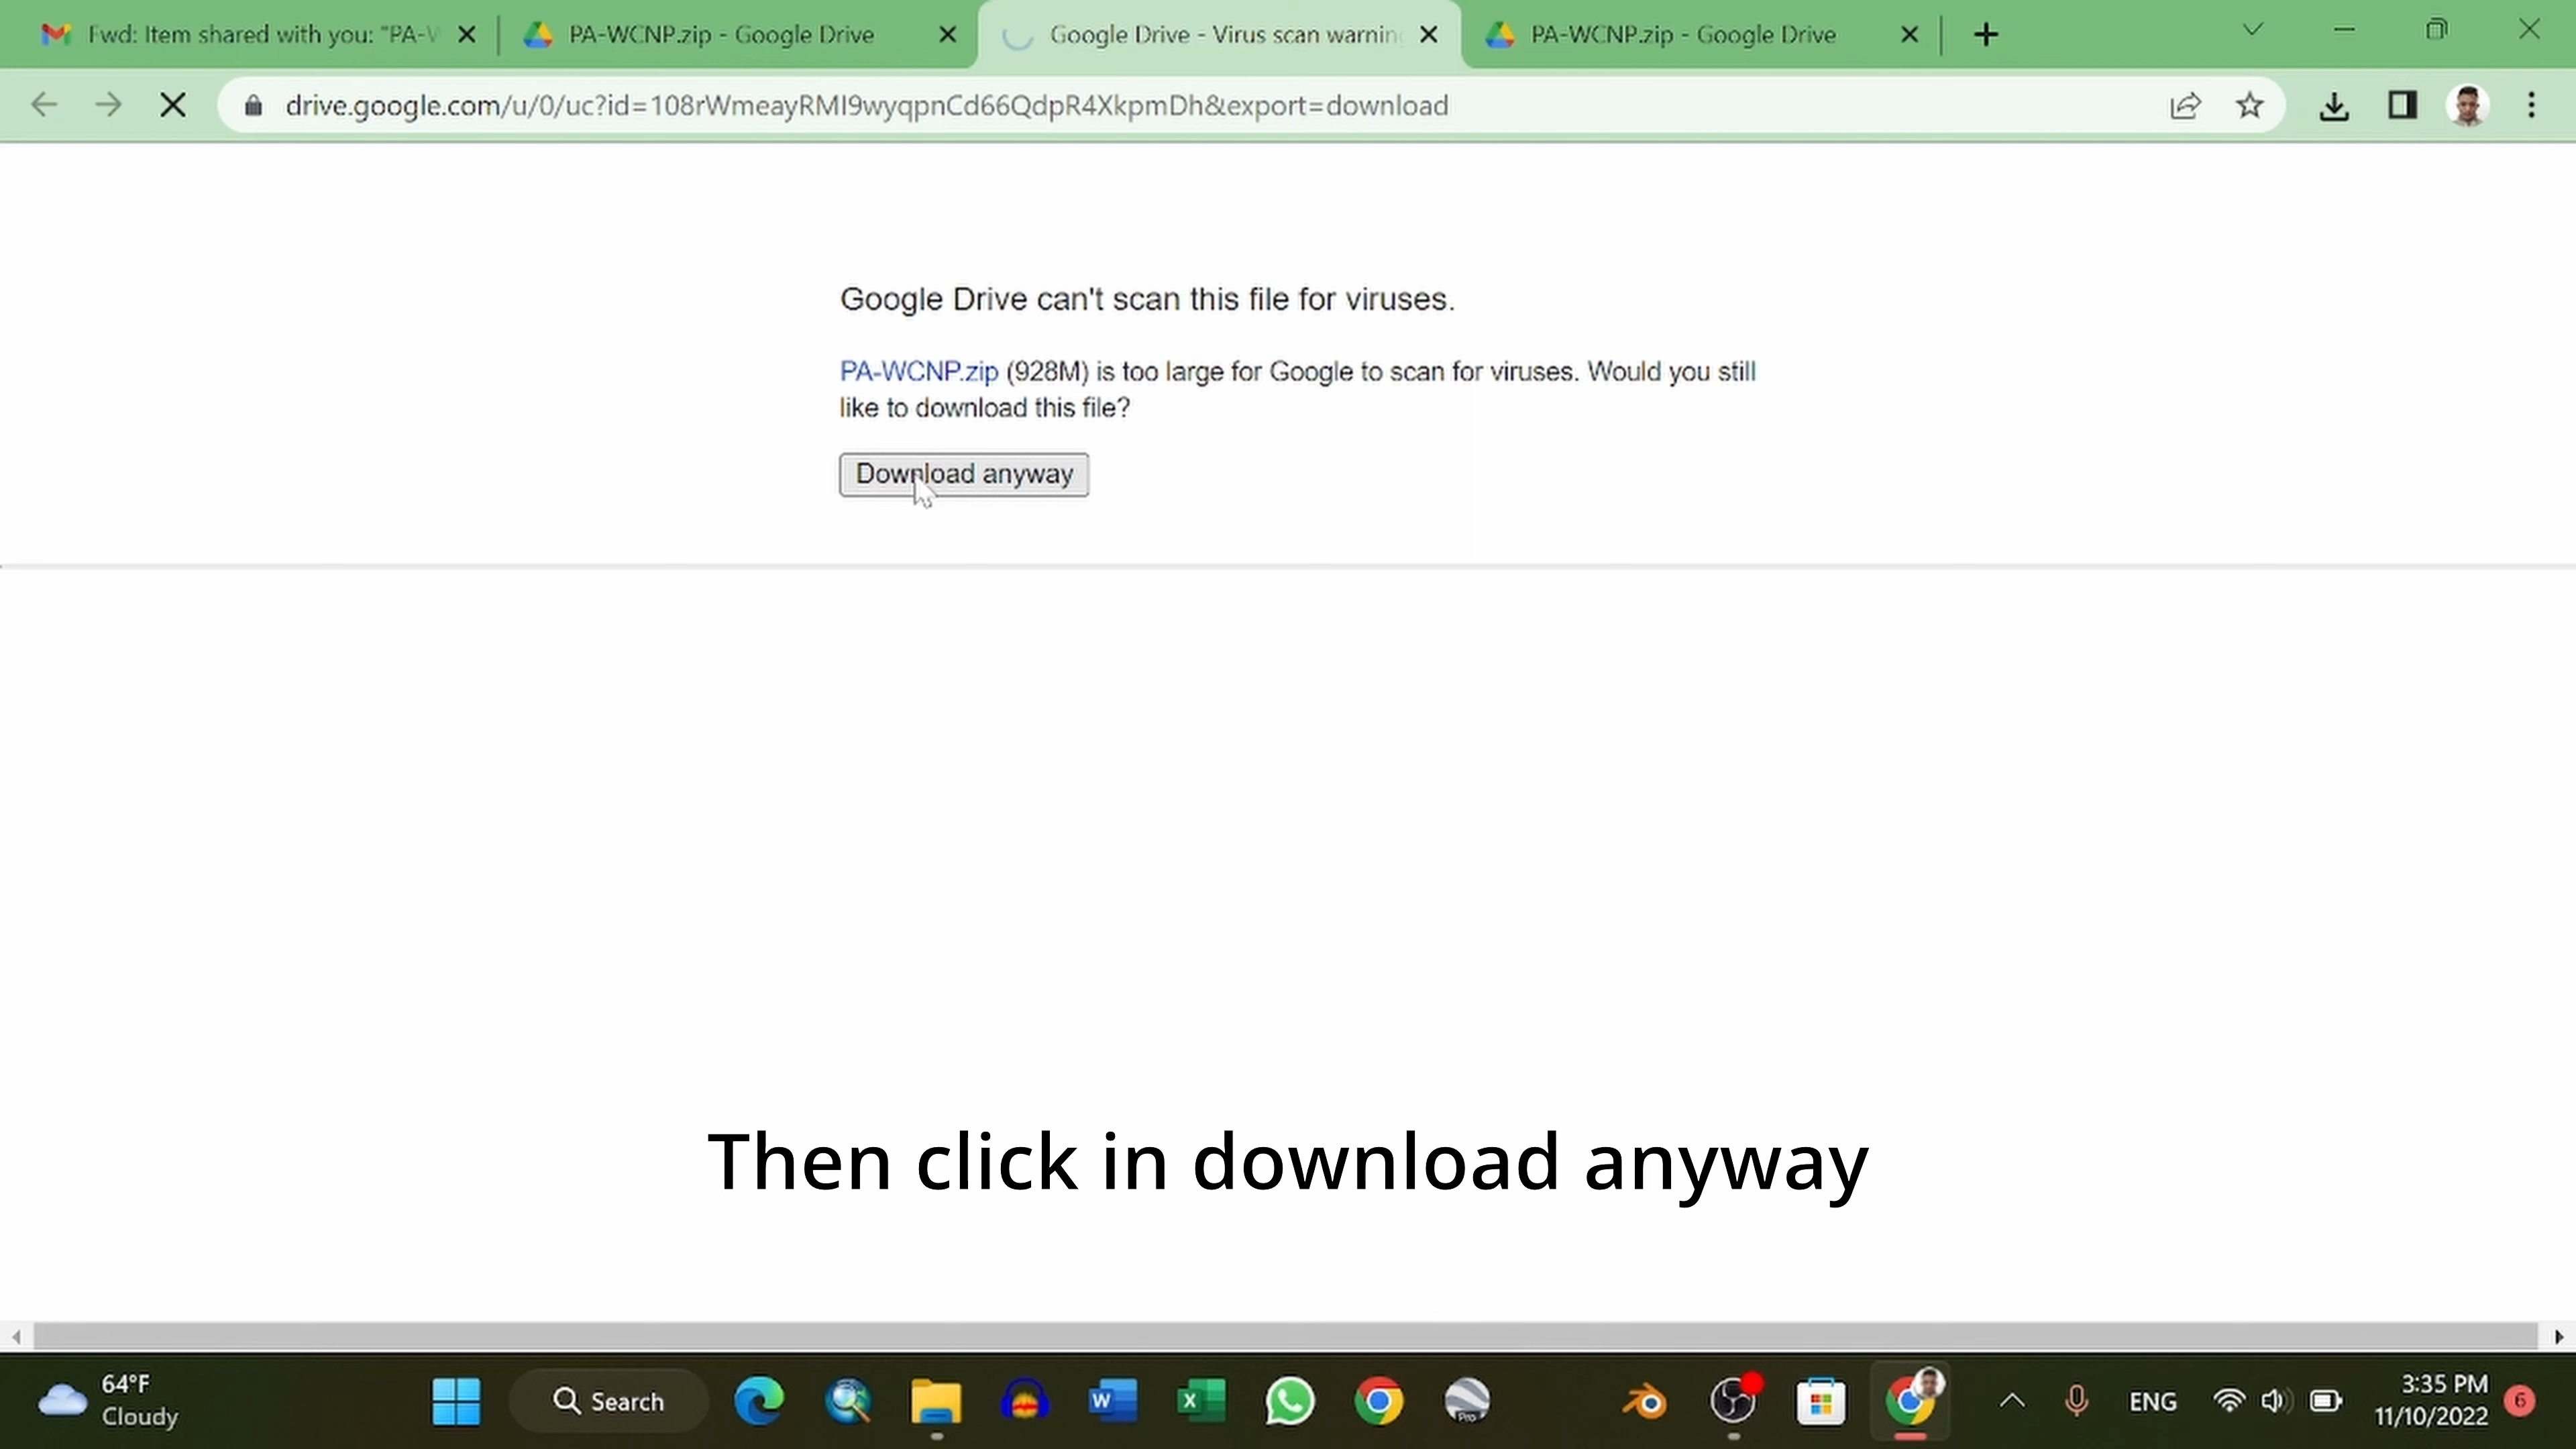 Fwd: Item shared with you: "PA-W
PA-WCNP.zip - Google Drive
Google Drive - Virus scan warning
PA-WCNP.zip - Google Drive
drive.google.com/u/0/uc?id=108rWmeayRMI9wyqpnCd66QdpR4XkpmDh&export=download
Google Drive can't scan this file for viruses.
PA-WCNP.zip (928M) is too large for Google to scan for viruses. Would you still
like to download this file?
Download anyway
Then click in download anyway
64°F
Cloudy
Search
W
X
Pro
ENG
3:35 PM
11/10/2022
6